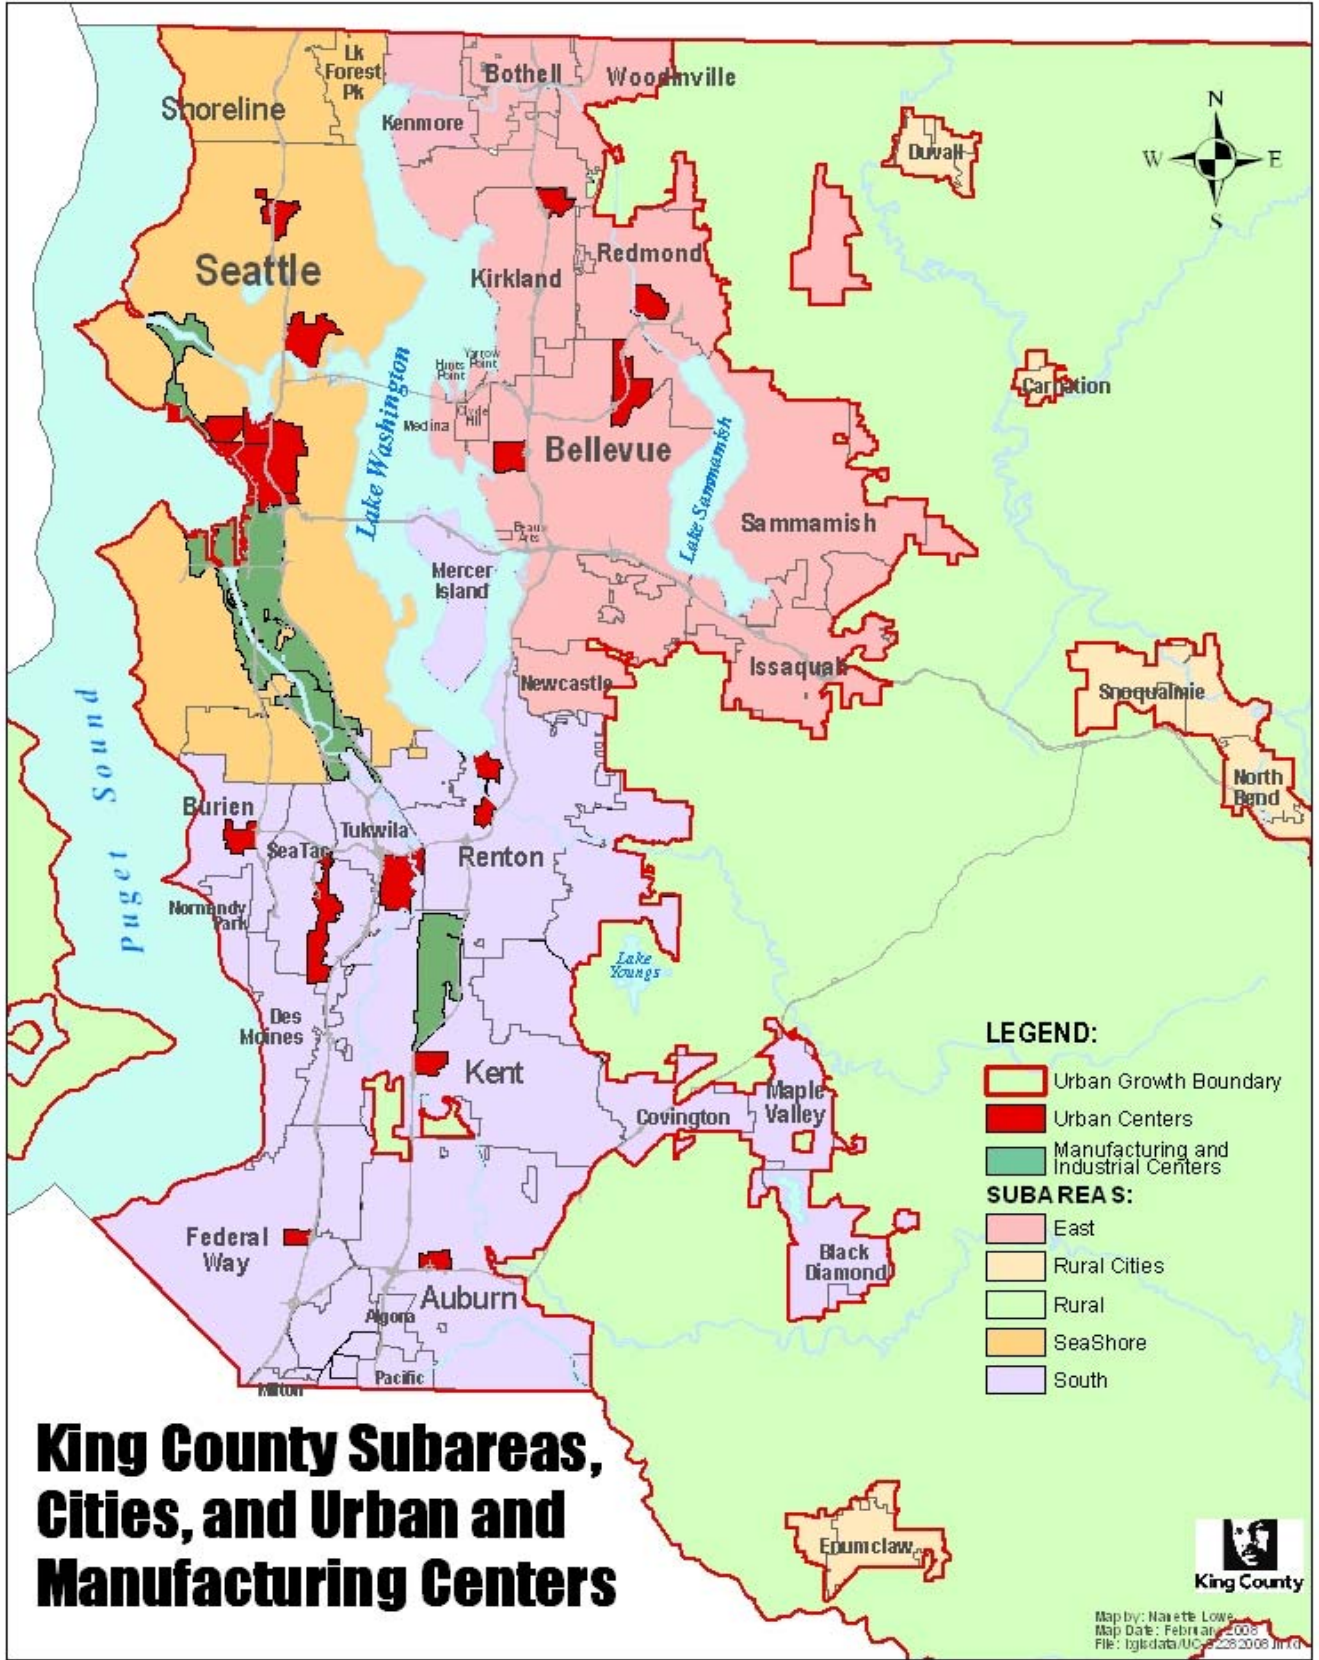 Lk
Forest
Pk
Bothell
Woodinville
Shoreline
Kenmore
Duvall
N
W
E
S
Seattle
Kirkland
Redmond
Yarrow
Point
Hunts
Point
Carnation
Clyde
Hill
Medina
Lake Washington
Bellevue
Lake Sammamish
Sammamish
Beaux
Arts
Mercer
Island
Issaquah
Newcastle
Snoqualmie
Puget Sound
North
Bend
Burien
Tukwila
SeaTac
Renton
Normandy
Park
Lake
Youngs
Des
Moines
Kent
Maple
Valley
Covington
Federal
Way
Black
Diamond
Auburn
Algona
Pacific
Milton
LEGEND:
Urban Growth Boundary
Urban Centers
Manufacturing and
Industrial Centers
SUBAREAS:
East
Rural Cities
Rural
SeaShore
South
King County Subareas,
Cities, and Urban and
Manufacturing Centers
Enumclaw
King County
Map by: Nanette Lowe
Map Date: February 2008